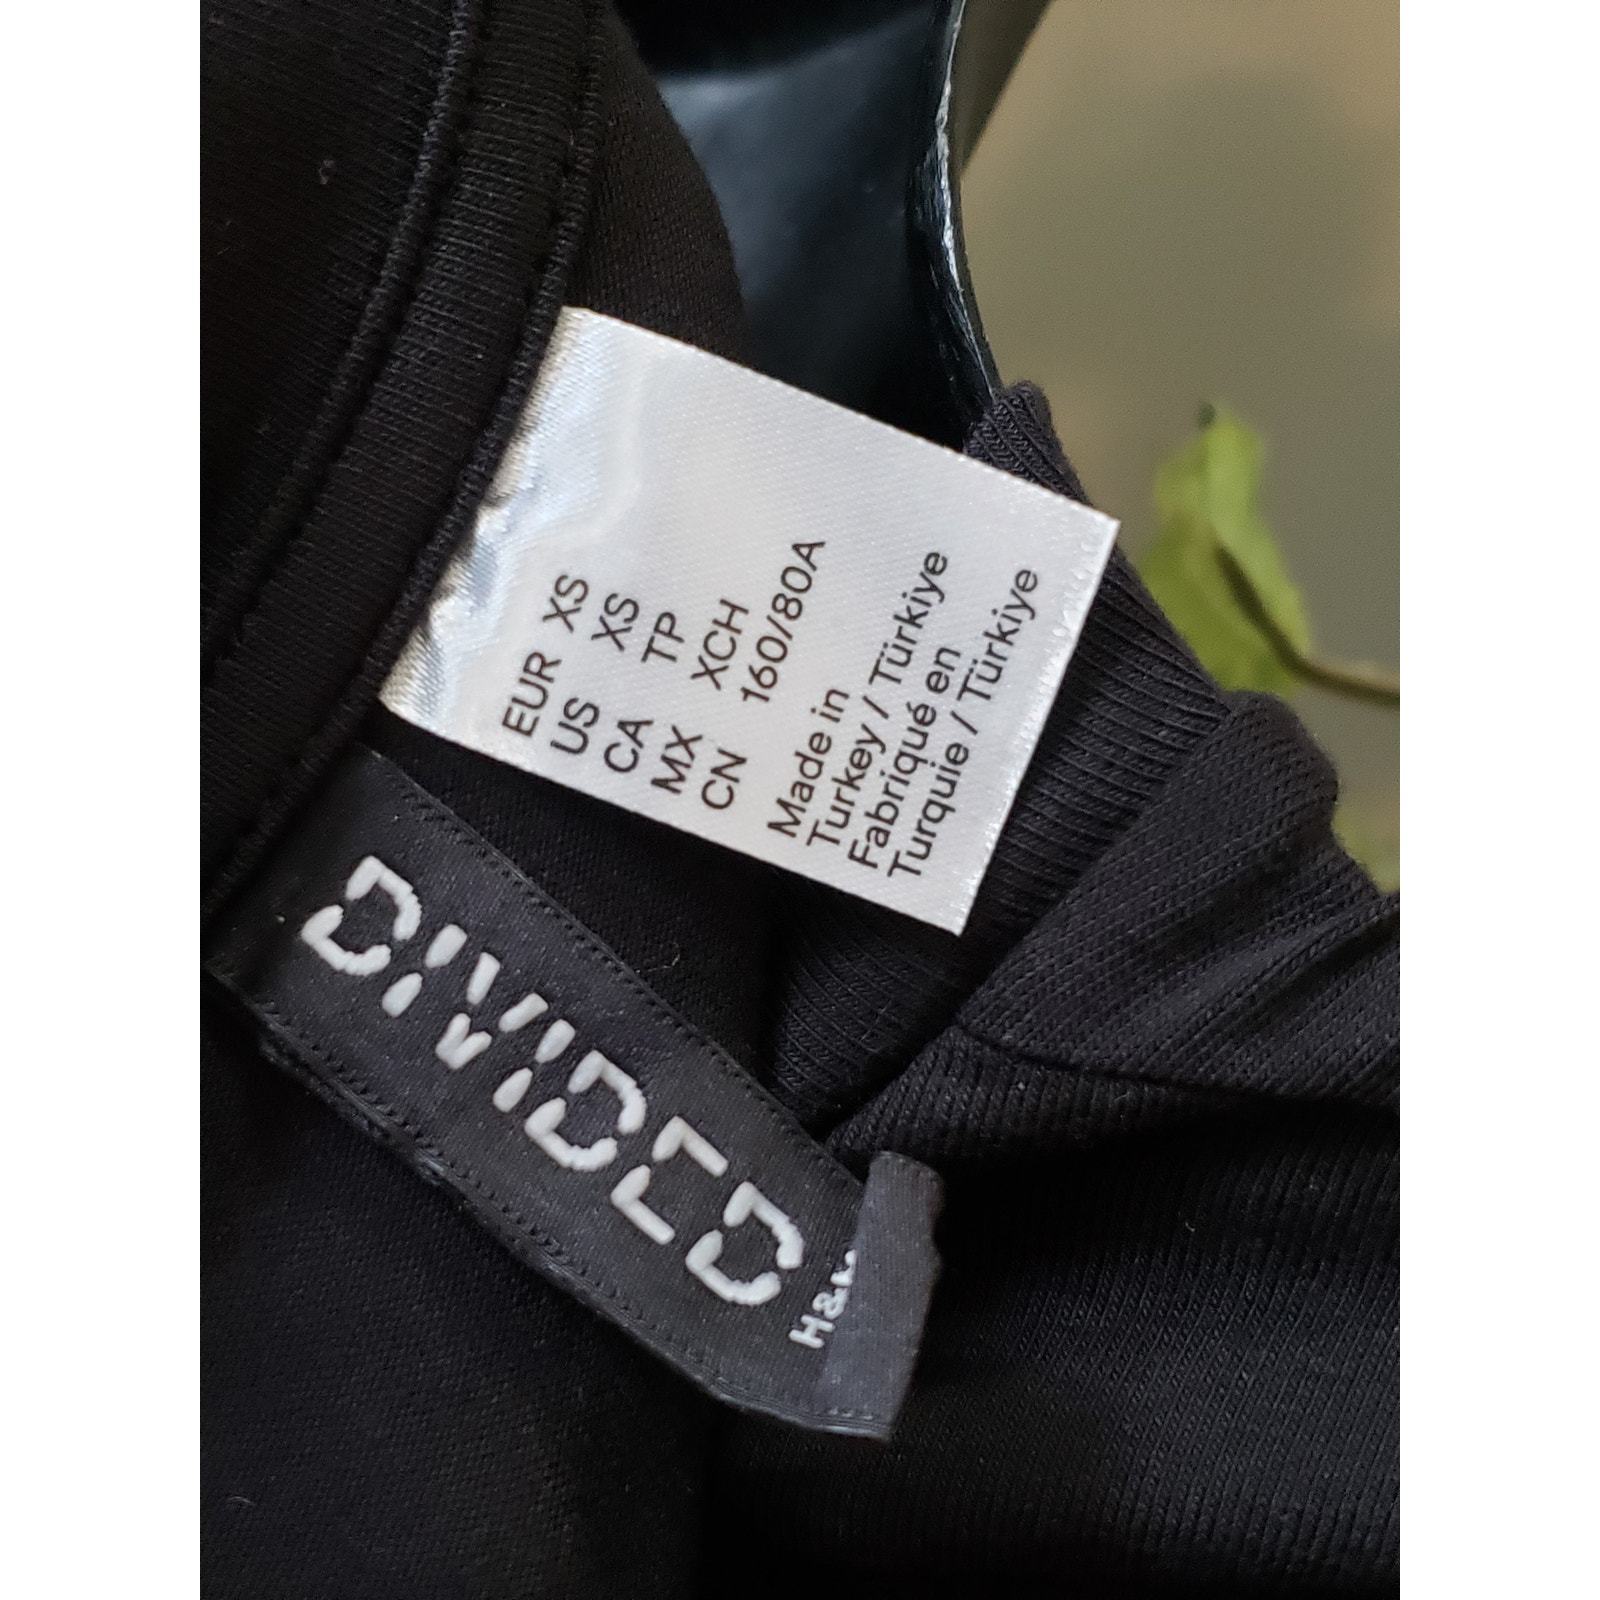 EUR XS
US XS
CA TP
MX XCH
CN 160/80A
Made in
Turkey / Türkiye
Fabriqué en
Turquie / Türkiye
DIVIDED